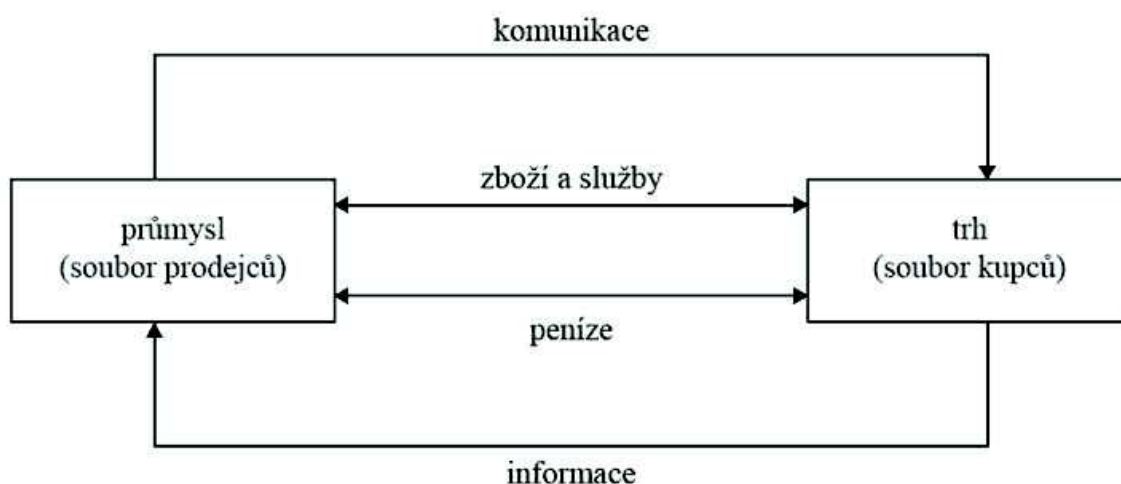 komunikace
zboží a služby
průmysl
(soubor prodejců)
trh
(soubor kupců)
peníze
informace